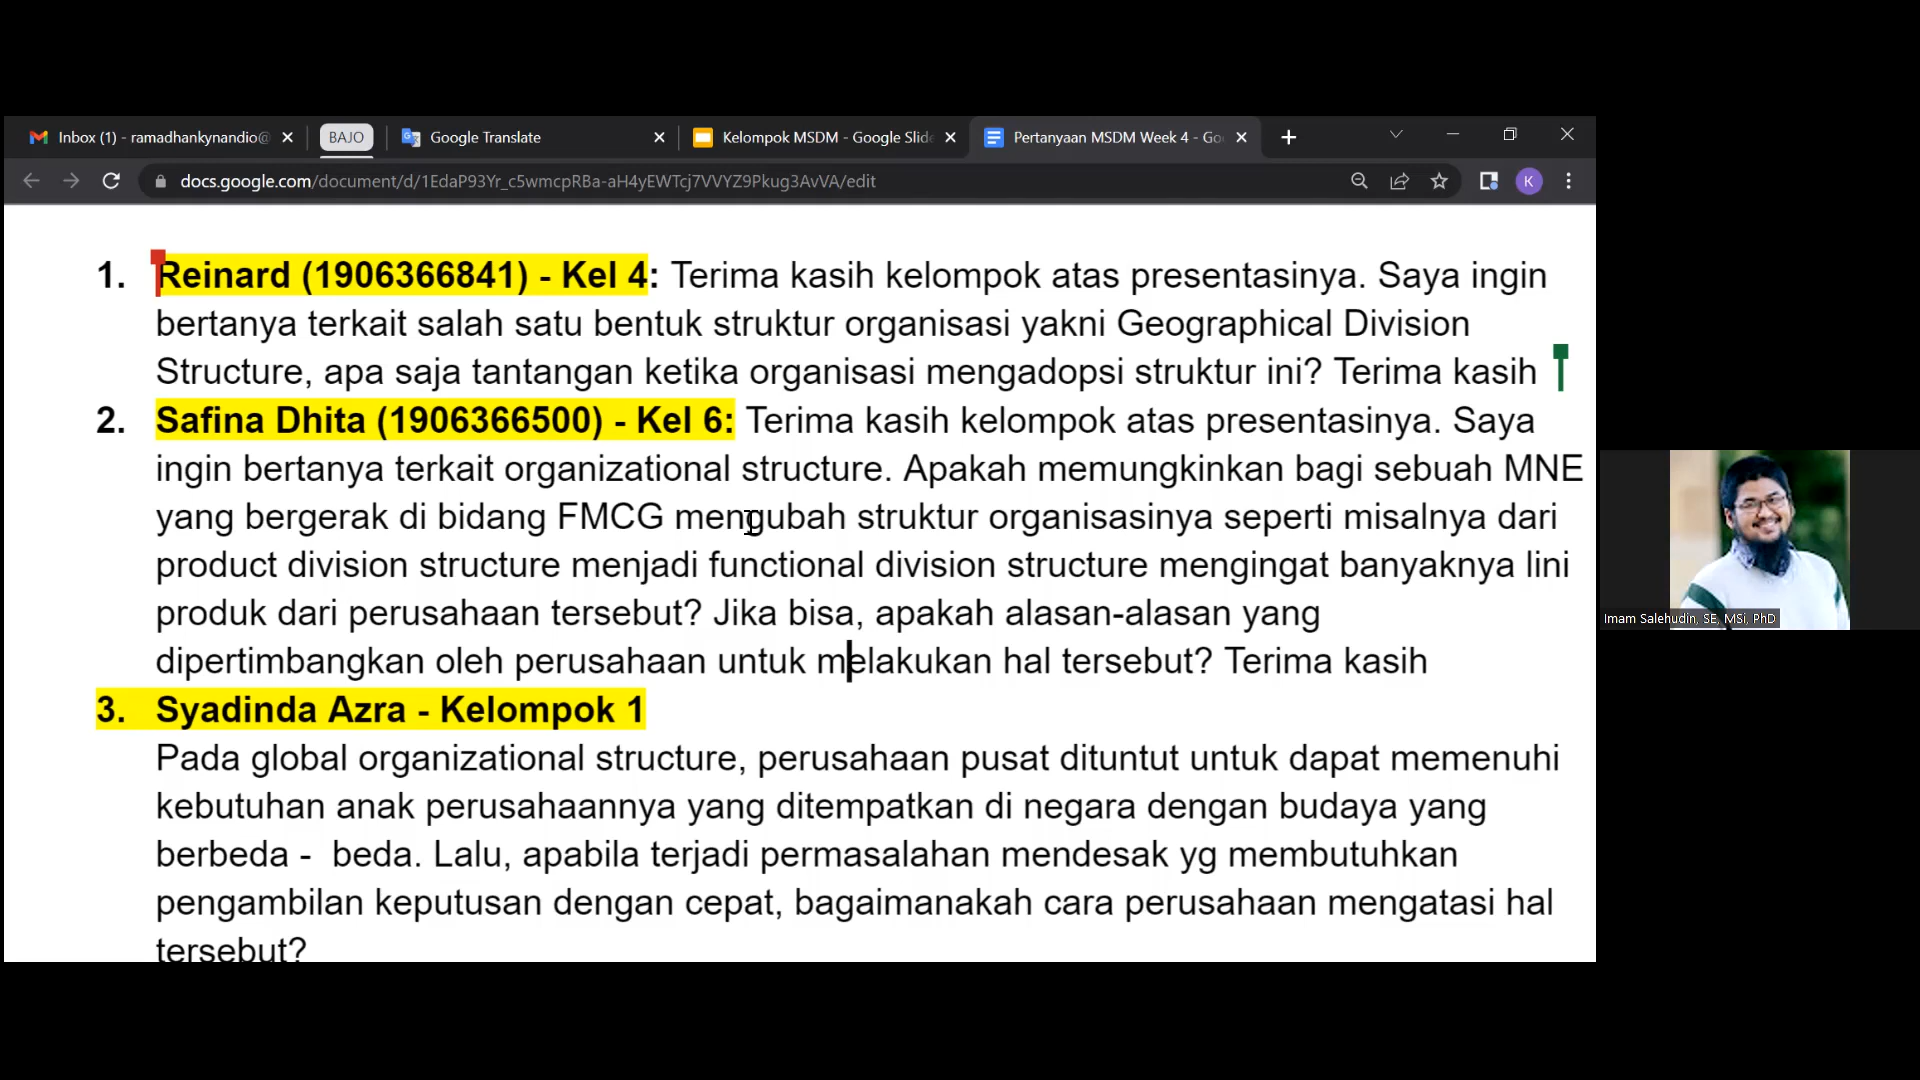 Inbox (1) - ramadhankynandio@
BAJO
Google Translate
Kelompok MSDM - Google Slide
Pertanyaan MSDM Week 4 - Go
docs.google.com/document/d/1EdaP93Yr_c5wmcpRBa-aH4yEWTcj7VVYZ9Pkug3AvVA/edit
K
1. Reinard (1906366841) - Kel 4: Terima kasih kelompok atas presentasinya. Saya ingin
bertanya terkait salah satu bentuk struktur organisasi yakni Geographical Division
Structure, apa saja tantangan ketika organisasi mengadopsi struktur ini? Terima kasih
2. Safina Dhita (1906366500) - Kel 6: Terima kasih kelompok atas presentasinya. Saya
ingin bertanya terkait organizational structure. Apakah memungkinkan bagi sebuah MNE
yang bergerak di bidang FMCG mengubah struktur organisasinya seperti misalnya dari
product division structure menjadi functional division structure mengingat banyaknya lini
produk dari perusahaan tersebut? Jika bisa, apakah alasan-alasan yang
dipertimbangkan oleh perusahaan untuk melakukan hal tersebut? Terima kasih
3. Syadinda Azra - Kelompok 1
Pada global organizational structure, perusahaan pusat dituntut untuk dapat memenuhi
kebutuhan anak perusahaannya yang ditempatkan di negara dengan budaya yang
berbeda -  beda. Lalu, apabila terjadi permasalahan mendesak yg membutuhkan
pengambilan keputusan dengan cepat, bagaimanakah cara perusahaan mengatasi hal
tersebut?
Imam Salehudin, SE, MSi, PhD